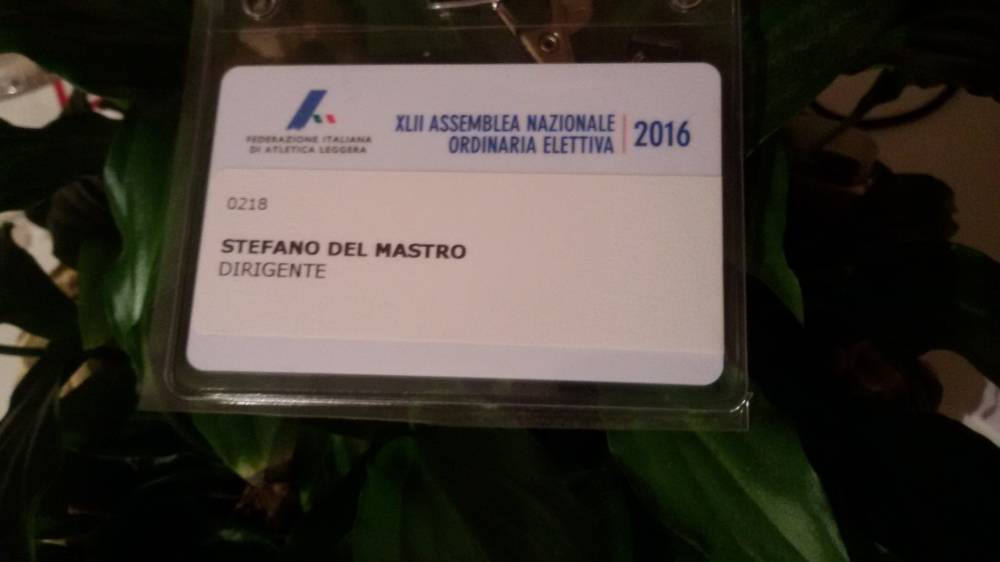 FEDERAZIONE ITALIANA
DI ATLETICA LEGGERA
XLII ASSEMBLEA NAZIONALE
ORDINARIA ELETTIVA
2016
0218
STEFANO DEL MASTRO
DIRIGENTE